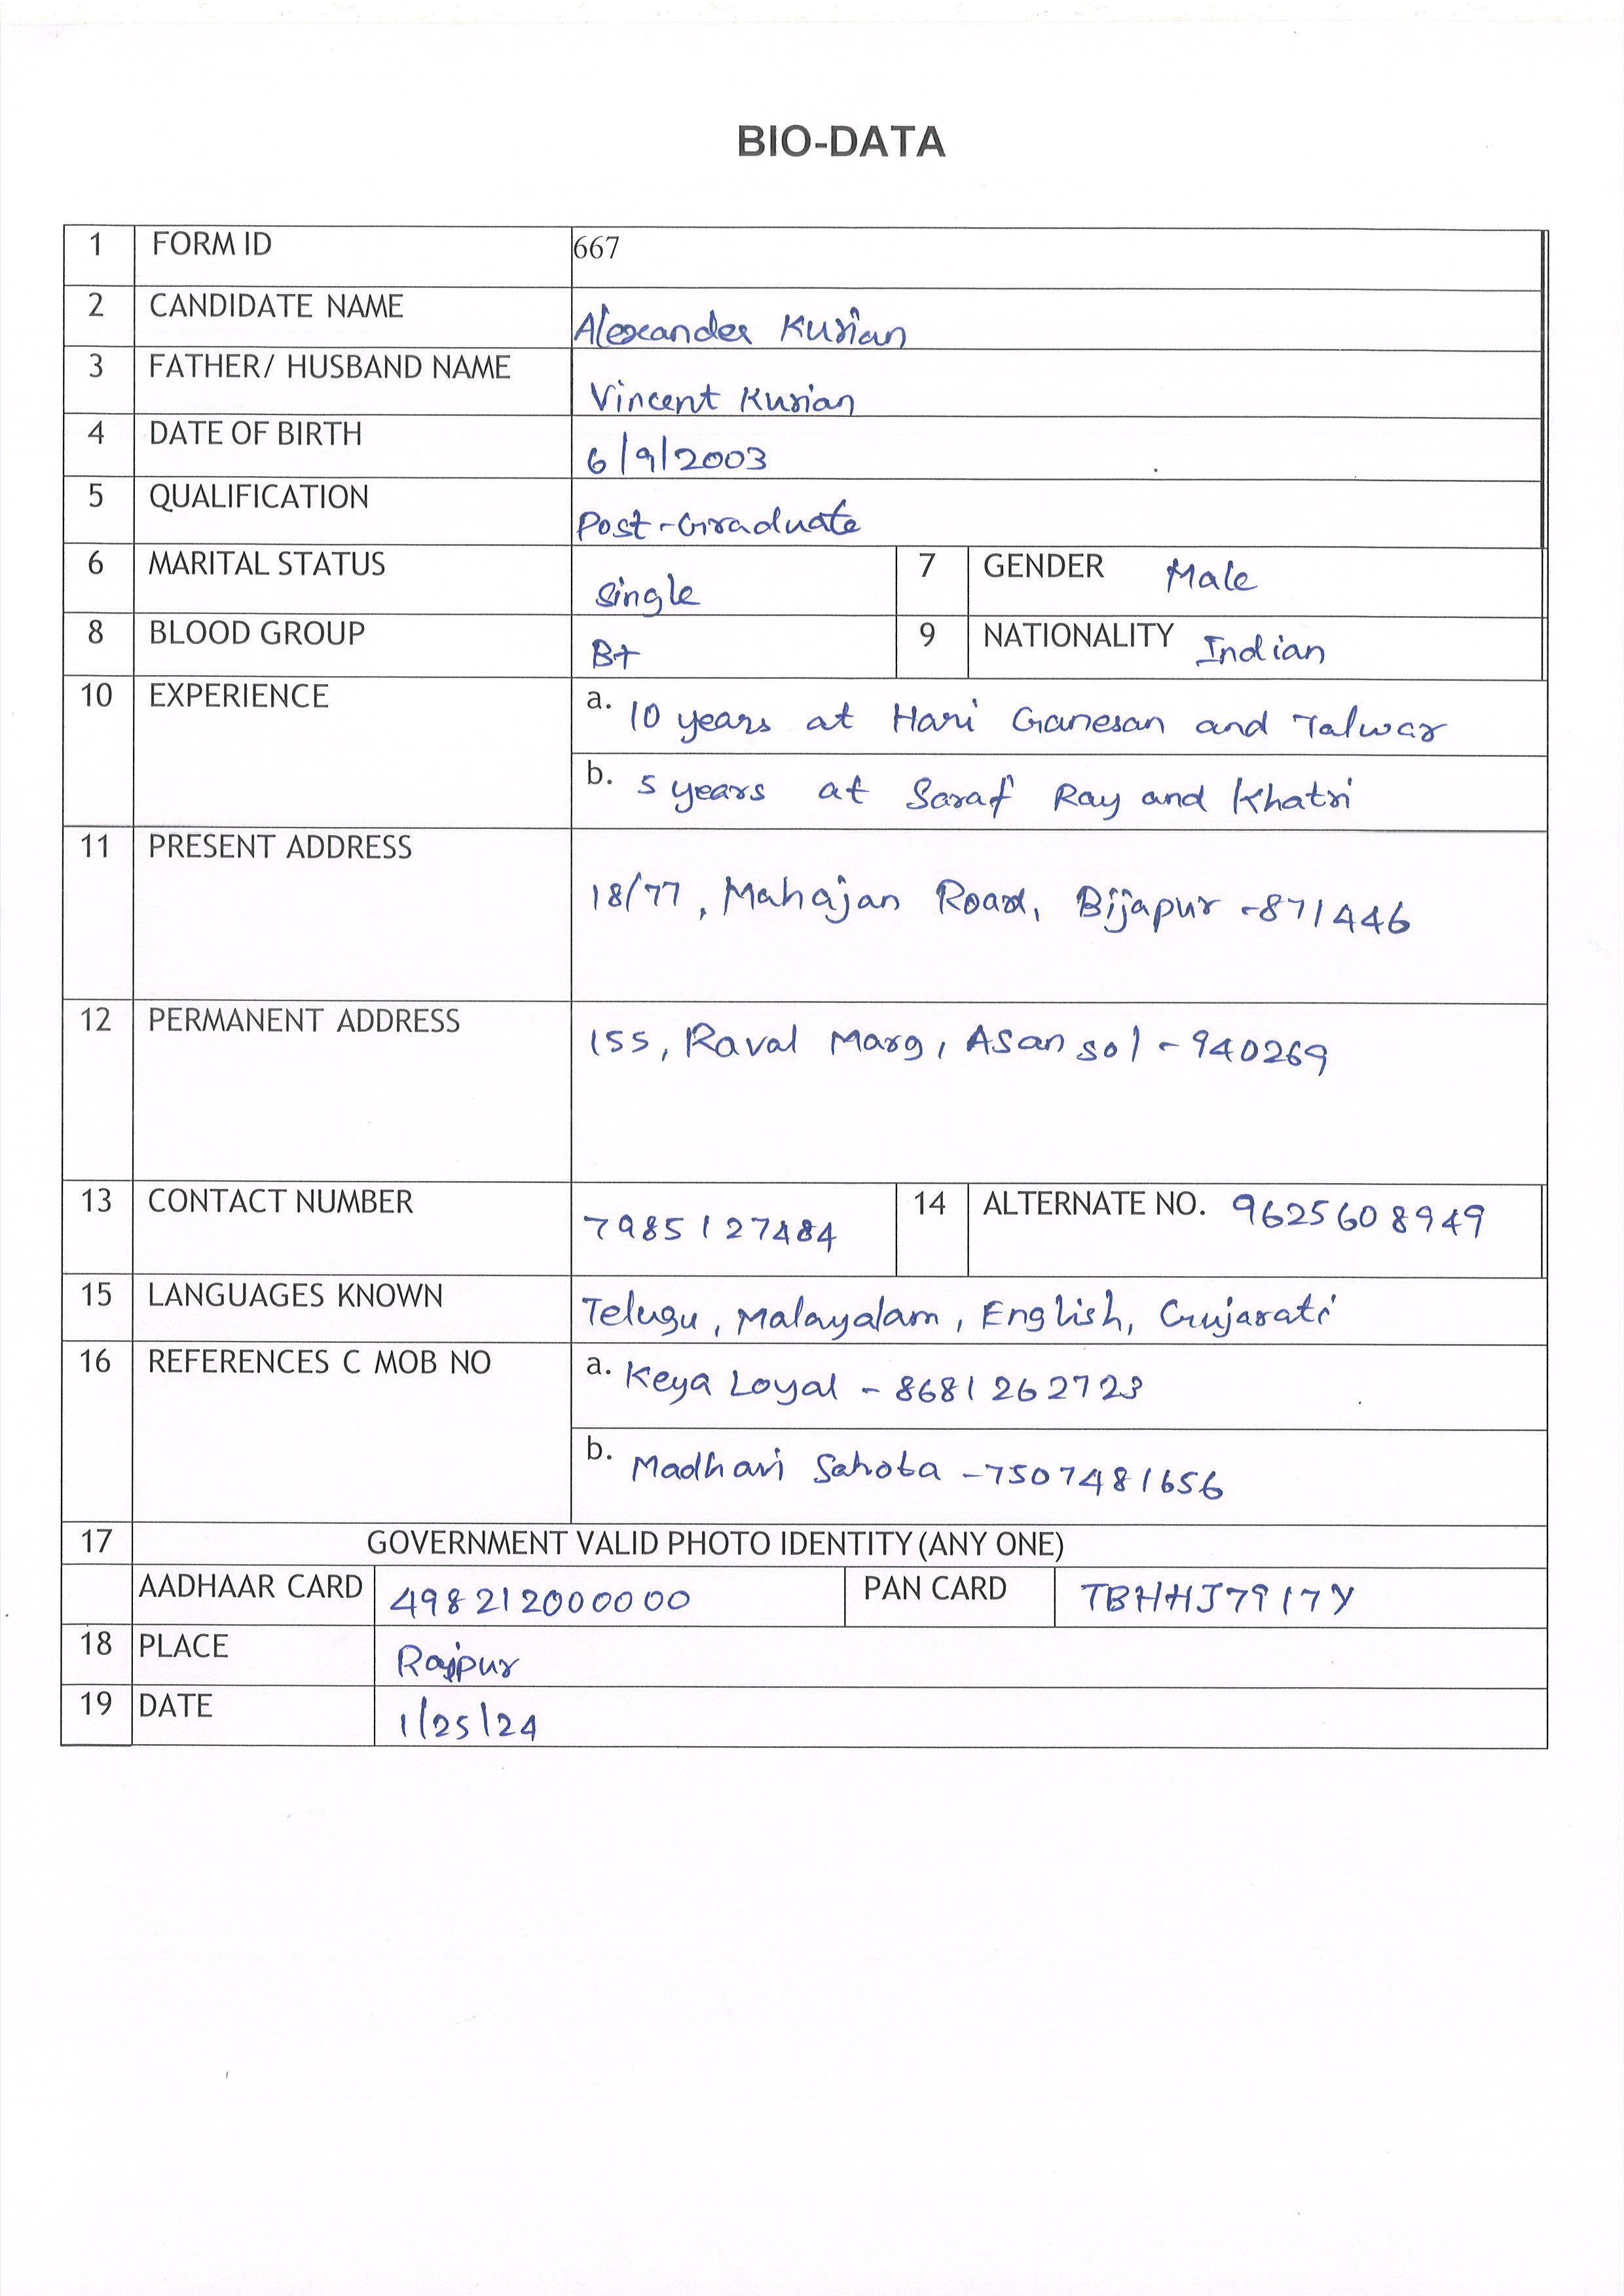 BIO-DATA
1 FORM ID 667
2 CANDIDATE NAME Alexander Kurian
3 FATHER/ HUSBAND NAME Vincent Kurian
4 DATE OF BIRTH 6/9/2003
5 QUALIFICATION Post-Graduate
6 MARITAL STATUS Single 7 GENDER Male
8 BLOOD GROUP B+ 9 NATIONALITY Indian
10 EXPERIENCE a. 10 years at Hari Ganesan and Talwar
b. 5 years at Saraf Ray and Khatri
11 PRESENT ADDRESS 18/77, Mahajan Road, Bijapur -871446
12 PERMANENT ADDRESS 155, Raval Marg, Asansol - 940269
13 CONTACT NUMBER 7985127484 14 ALTERNATE NO. 9625608949
15 LANGUAGES KNOWN Telugu, Malayalam, English, Gujarati
16 REFERENCES C MOB NO a. Keya Loyal - 8681262723
b. Madhavi Sahota -7507481656
17 GOVERNMENT VALID PHOTO IDENTITY (ANY ONE)
AADHAAR CARD 498212000000 PAN CARD TBHHJ7917Y
18 PLACE Rajpur
19 DATE 1/25/24